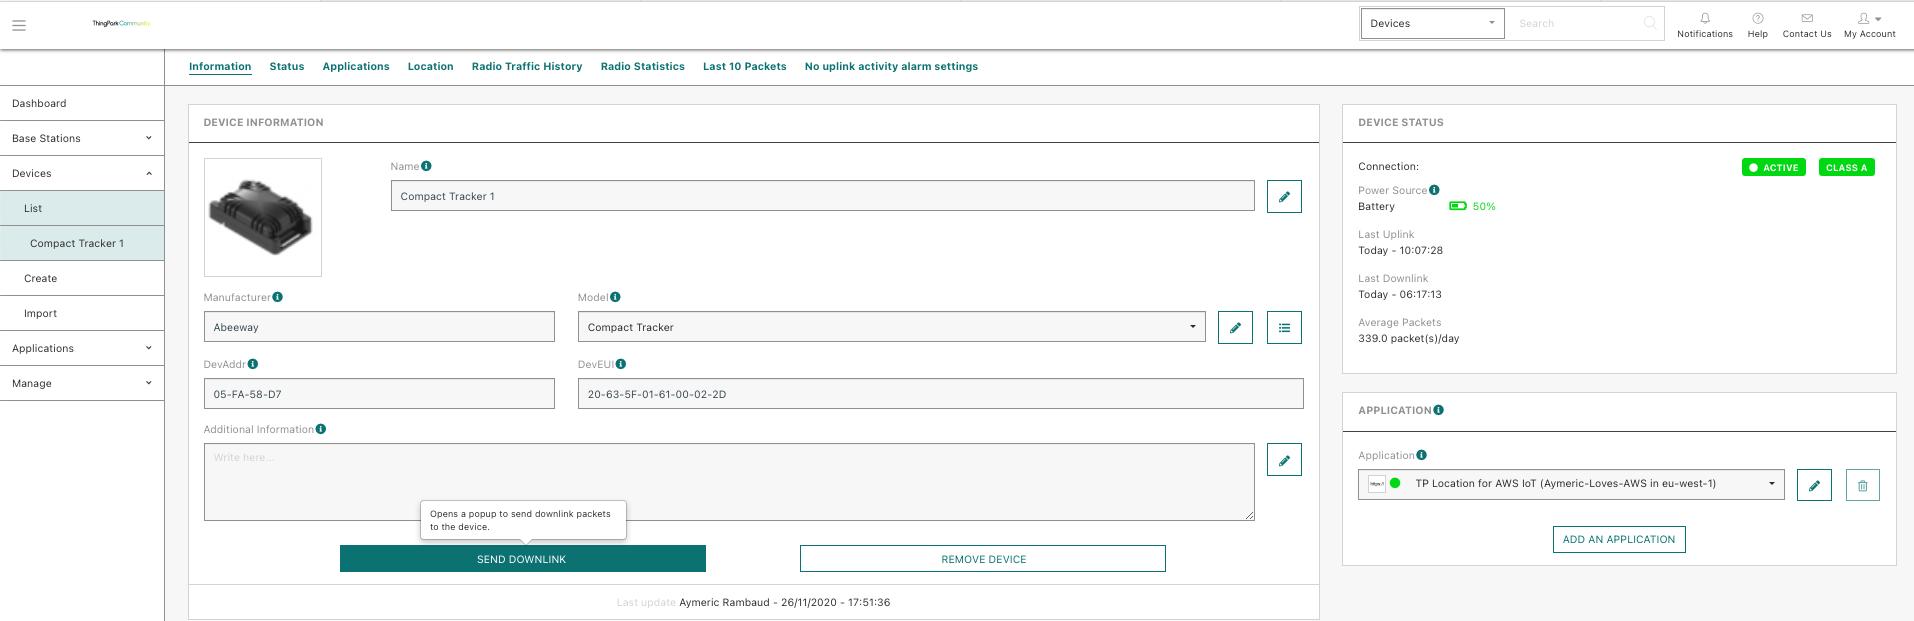 ThingPark Community
Devices
Search
Notifications
Help
Contact Us
My Account
Information
Status
Applications
Location
Radio Traffic History
Radio Statistics
Last 10 Packets
No uplink activity alarm settings
Dashboard
Base Stations
Devices
List
Compact Tracker 1
Create
Import
Applications
Manage
DEVICE INFORMATION
Name
Compact Tracker 1
Manufacturer
Abeeway
Model
Compact Tracker
DevAddr
05-FA-58-D7
DevEUI
20-63-5F-01-61-00-02-2D
Additional Information
Write here...
Opens a popup to send downlink packets
to the device.
SEND DOWNLINK
REMOVE DEVICE
Last update Aymeric Rambaud - 26/11/2020 - 17:51:36
DEVICE STATUS
Connection:
ACTIVE
CLASS A
Power Source
Battery
50%
Last Uplink
Today - 10:07:28
Last Downlink
Today - 06:17:13
Average Packets
339.0 packet(s)/day
APPLICATION
Application
https://
TP Location for AWS IoT (Aymeric-Loves-AWS in eu-west-1)
ADD AN APPLICATION